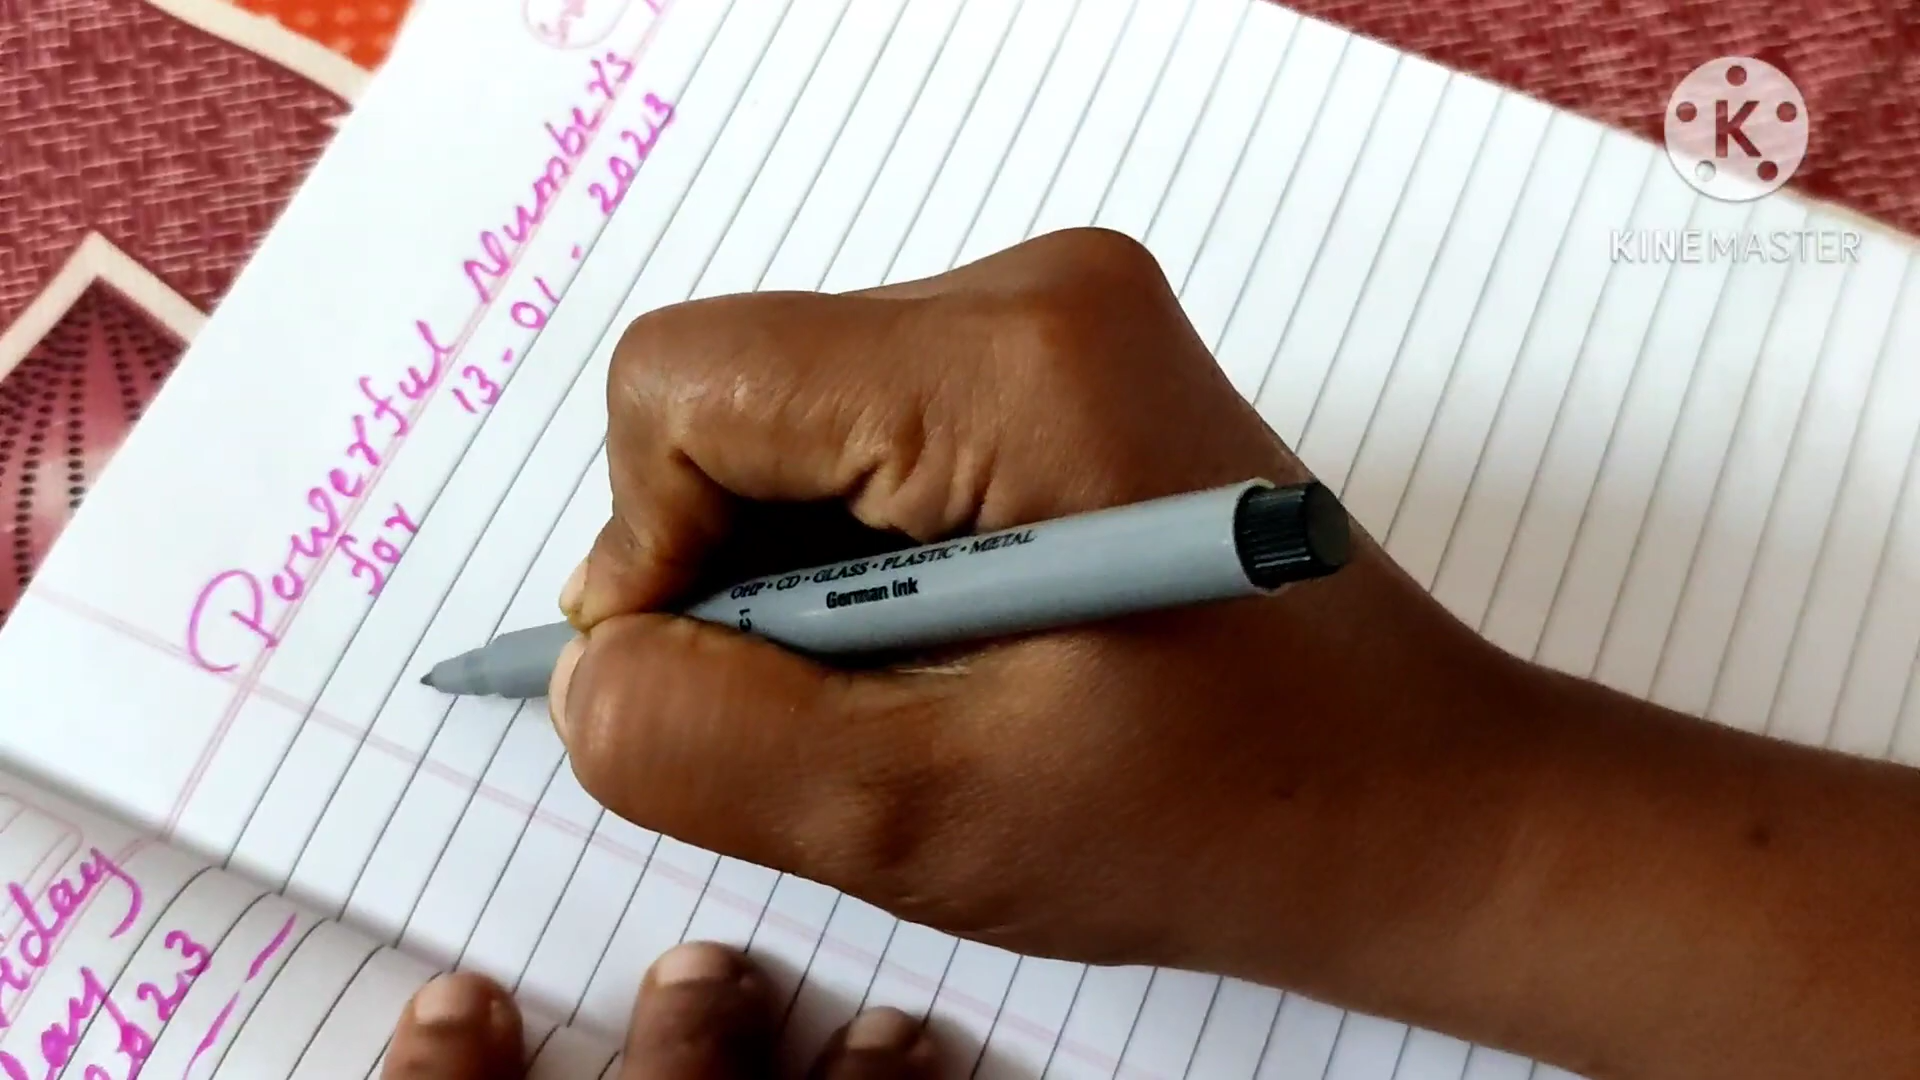 Powerful numbers
for 13-01-2023
OHP • CD • GLASS • PLASTIC • METAL
German Ink
K
KINEMASTER